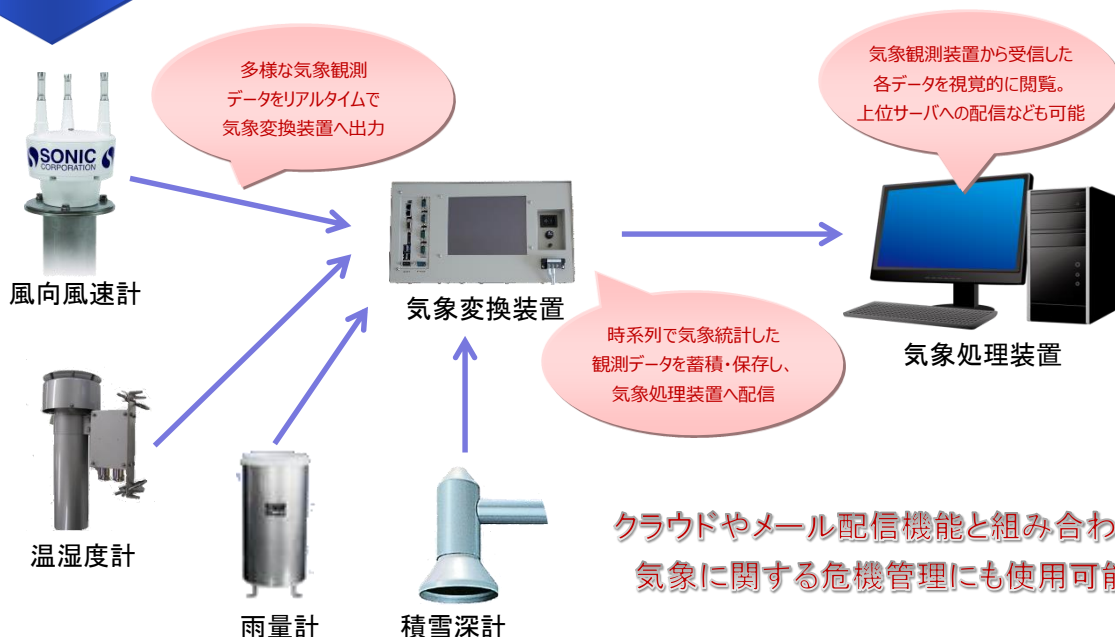 多様な気象観測
データをリアルタイムで
気象変換装置へ出力
気象観測装置から受信した
各データを視覚的に閲覧。
上位サーバへの配信なども可能
SONIC
CORPORATION
風向風速計
気象変換装置
時系列で気象統計した
観測データを蓄積・保存し、
気象処理装置へ配信
気象処理装置
温湿度計
雨量計
積雪深計
クラウドやメール配信機能と組み合わ
気象に関する危機管理にも使用可能